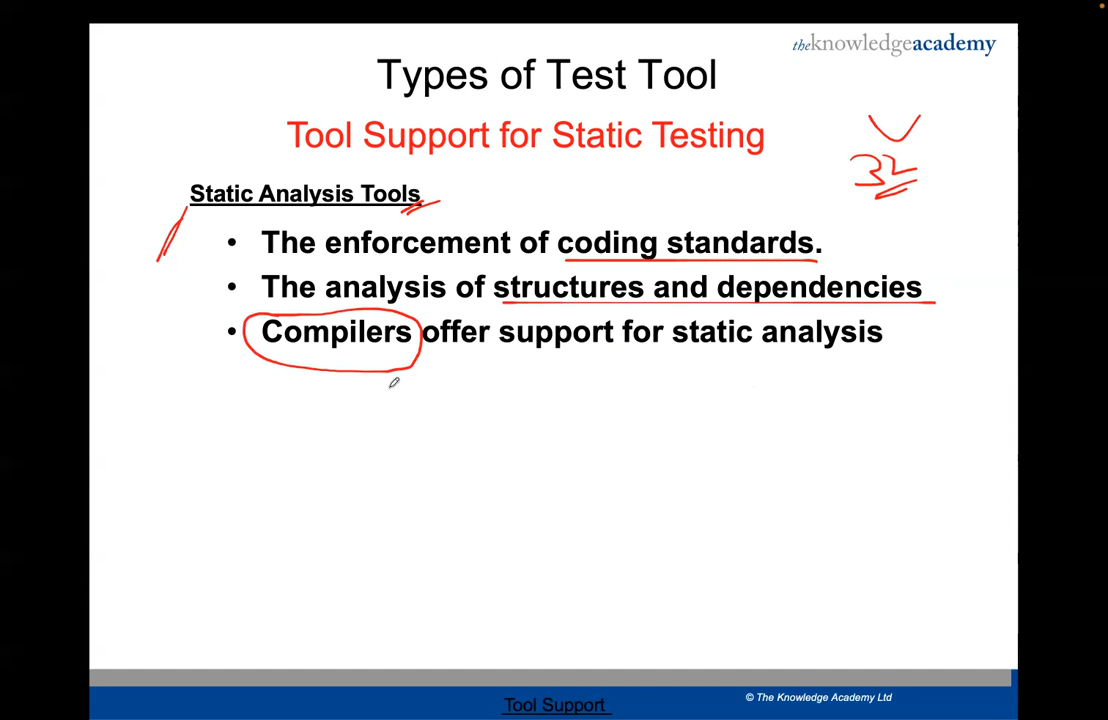 theknowledgeacademy
Types of Test Tool
Tool Support for Static Testing
32
Static Analysis Tools
• The enforcement of coding standards.
• The analysis of structures and dependencies
• Compilers offer support for static analysis
Tool Support
© The Knowledge Academy Ltd